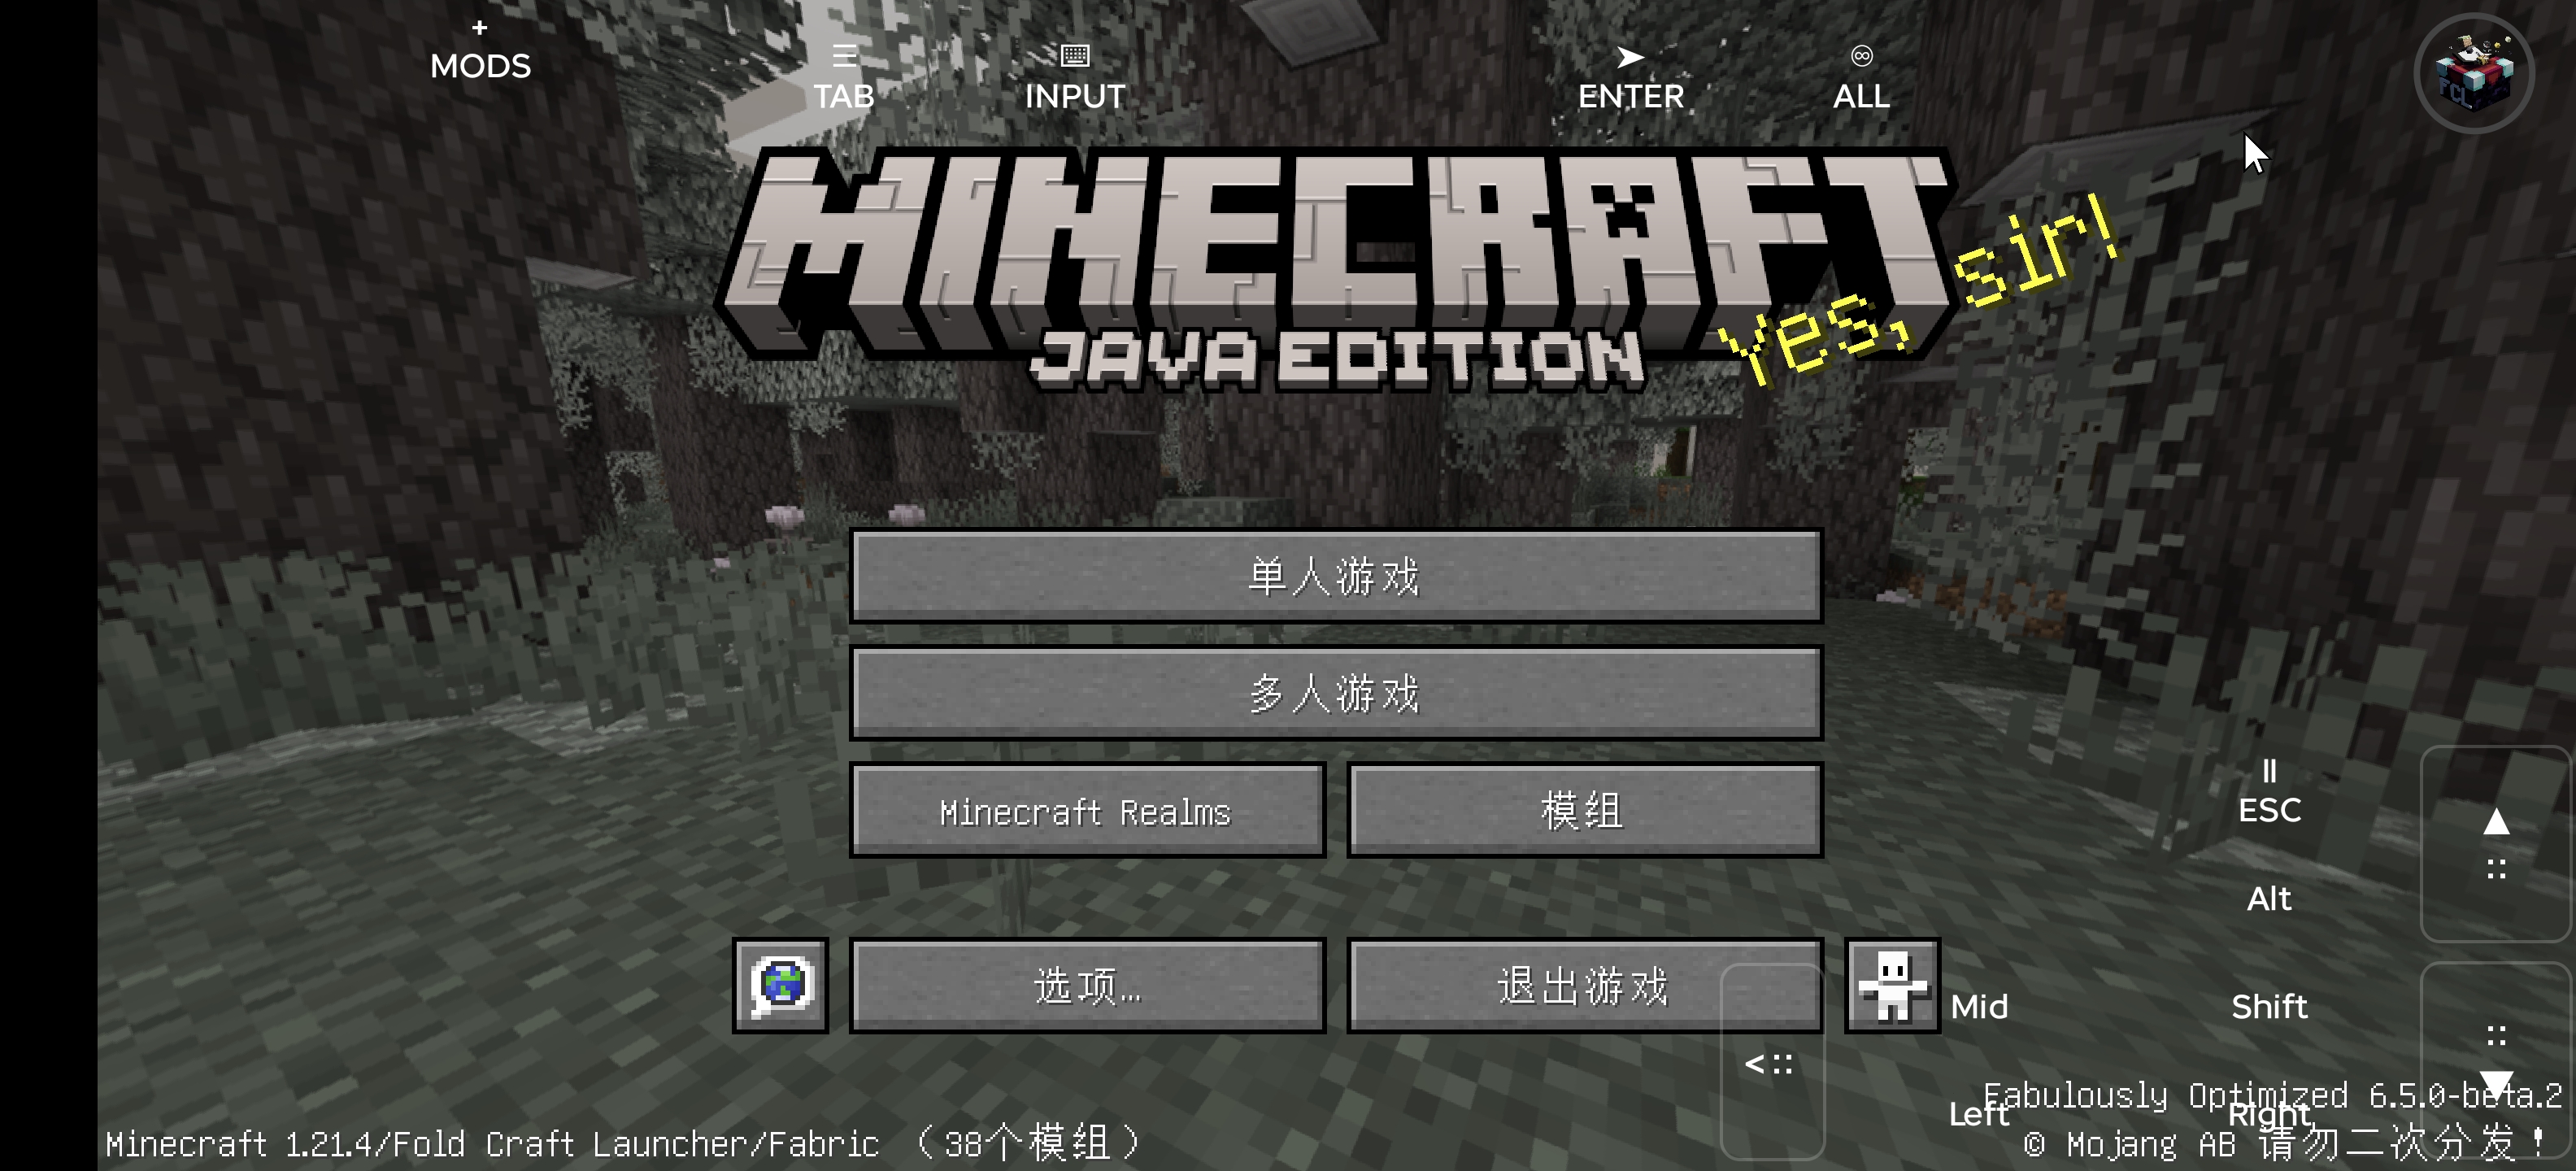 MODS
TAB
INPUT
ENTER
ALL
FCL
MINECRAFT
JAVA EDITION
Yes, sir!
单人游戏
多人游戏
Minecraft Realms
模组
ESC
Alt
选项...
退出游戏
Mid
Shift
Left
Right
Fabulously Optimized 6.5.0-beta.2
Minecraft 1.21.4/Fold Craft Launcher/Fabric （38个模组）
© Mojang AB 请勿二次分发！